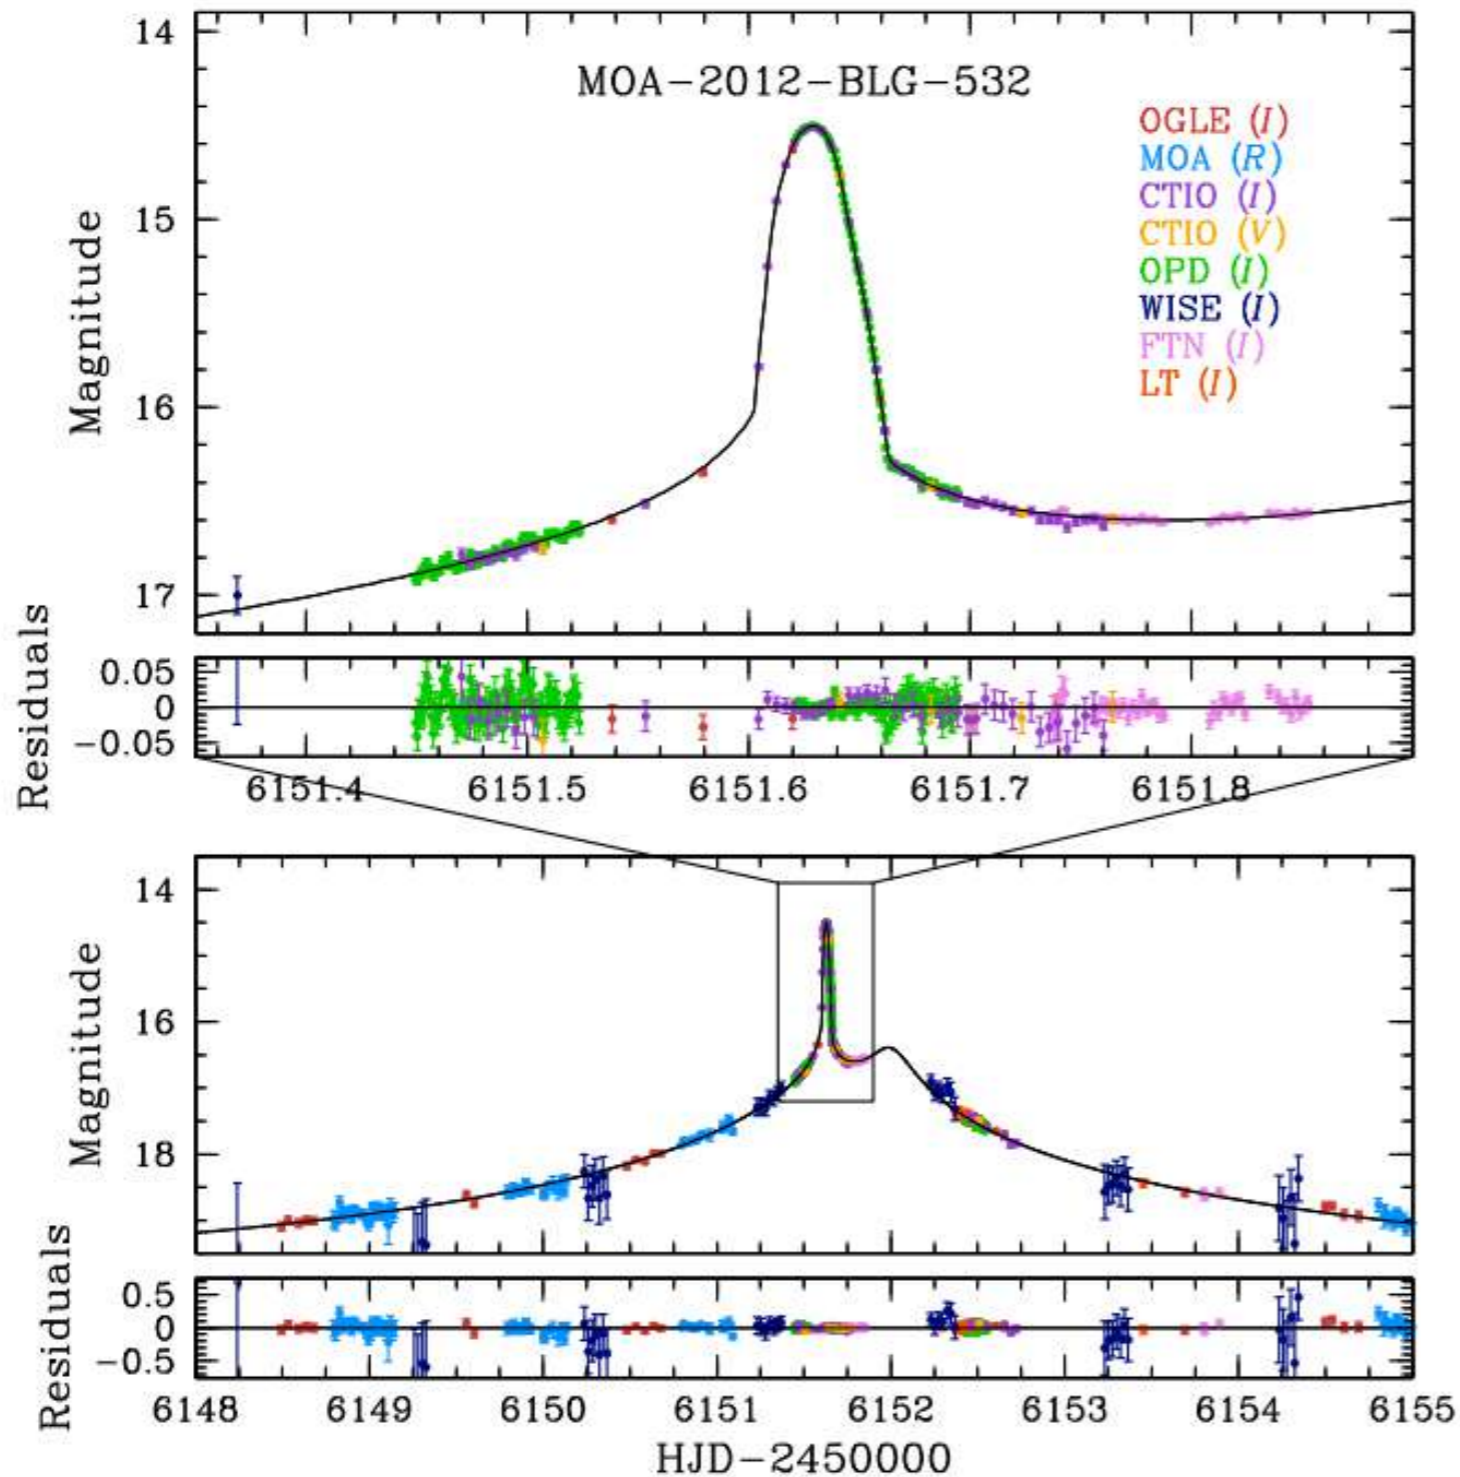 14
MOA-2012-BLG-532
OGLE (I)
MOA (R)
CTIO (I)
CTIO (V)
OPD (I)
WISE (I)
FTN (I)
LT (I)
15
16
17
Magnitude
0.05
0
-0.05
Residuals
6151.4 6151.5 6151.6 6151.7 6151.8
14
16
18
Magnitude
0.5
0
-0.5
Residuals
6148 6149 6150 6151 6152 6153 6154 6155
HJD-2450000